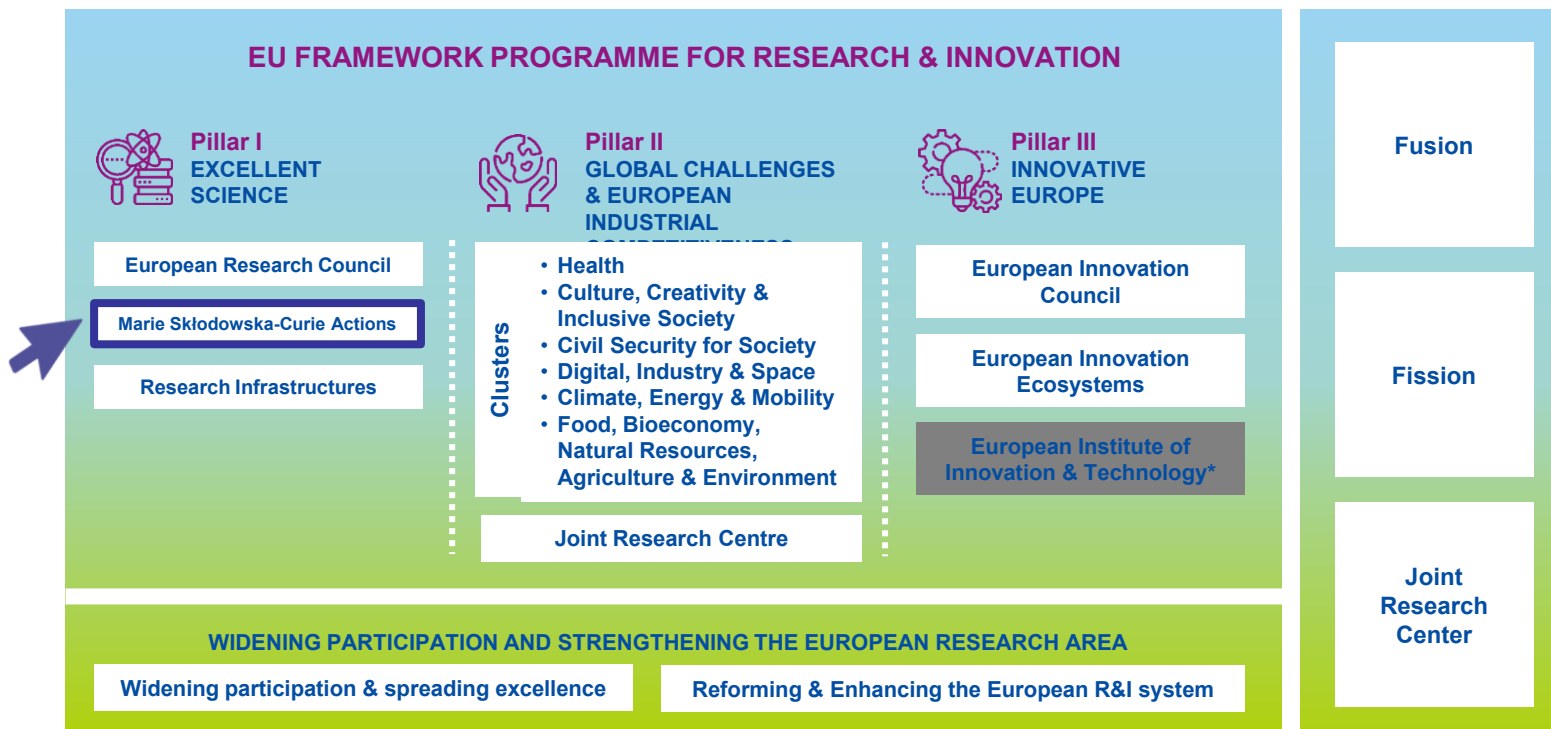 EU FRAMEWORK PROGRAMME FOR RESEARCH & INNOVATION
Pillar I
EXCELLENT
SCIENCE
European Research Council
Marie Skłodowska-Curie Actions
Research Infrastructures
Pillar II
GLOBAL CHALLENGES
& EUROPEAN
INDUSTRIAL
COMPETITIVENESS
Clusters
• Health
• Culture, Creativity &
Inclusive Society
• Civil Security for Society
• Digital, Industry & Space
• Climate, Energy & Mobility
• Food, Bioeconomy,
Natural Resources,
Agriculture & Environment
Joint Research Centre
Pillar III
INNOVATIVE
EUROPE
European Innovation
Council
European Innovation
Ecosystems
European Institute of
Innovation & Technology*
WIDENING PARTICIPATION AND STRENGTHENING THE EUROPEAN RESEARCH AREA
Widening participation & spreading excellence
Reforming & Enhancing the European R&I system
Fusion
Fission
Joint
Research
Center